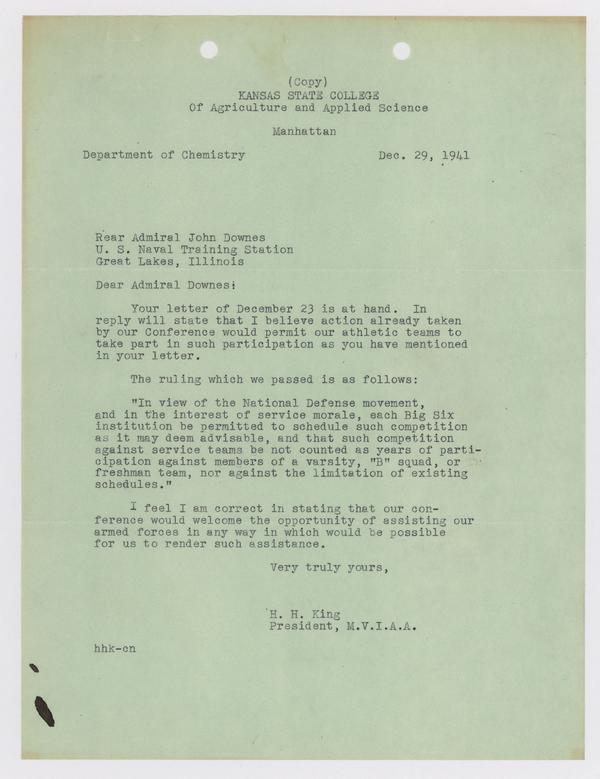 (Copy)
KANSAS STATE COLLEGE
Of Agriculture and Applied Science
Manhattan
Department of Chemistry Dec. 29, 1941
Rear Admiral John Downes
U. S. Naval Training Station
Great Lakes, Illinois
Dear Admiral Downes:
Your letter of December 23 is at hand. In
reply will state that I believe action already taken
by our Conference would permit our athletic teams to
take part in such participation as you have mentioned
in your letter.
The ruling which we passed is as follows:
"In view of the National Defense movement,
and in the interest of service morale, each Big Six
institution be permitted to schedule such competition
as it may deem advisable, and that such competition
against service teams be not counted as years of parti-
cipation against members of a varsity, "B" squad, or
freshman team, nor against the limitation of existing
schedules."
I feel I am correct in stating that our con-
ference would welcome the opportunity of assisting our
armed forces in any way in which would be possible
for us to render such assistance.
Very truly yours,
H. H. King
President, M.V.I.A.A.
hhk-cn